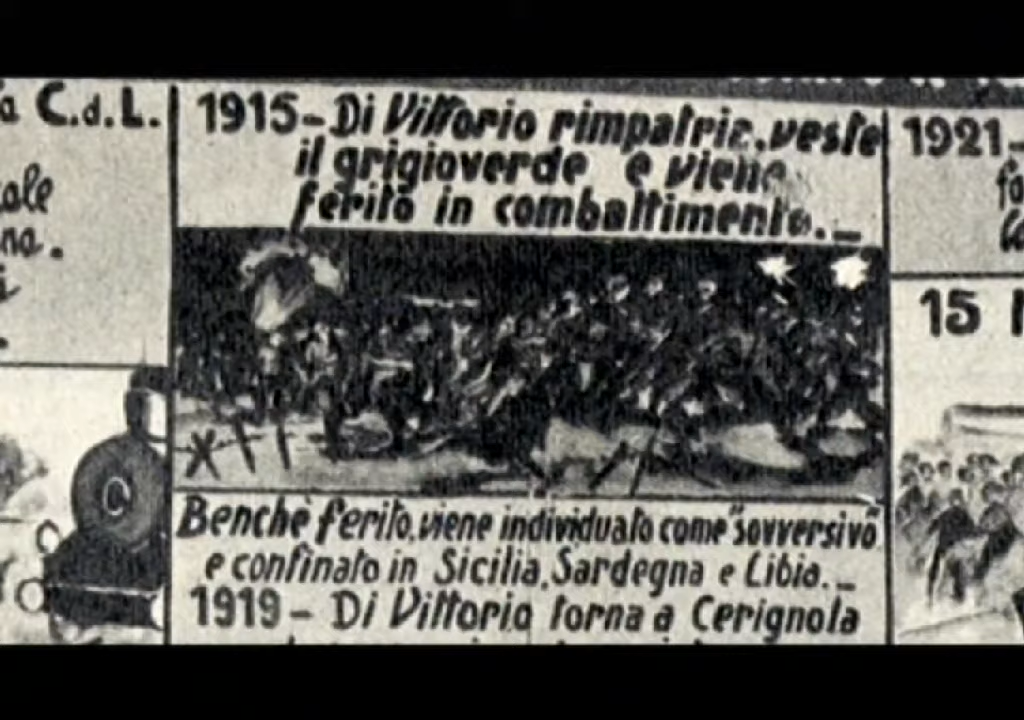 a C.d.L.
1915-Di Vittorio rimpatria, veste
il grigioverde e viene
ferito in combattimento._
Benchè ferito, viene individuato come "sovversivo"
e confinato in Sicilia, Sardegna e Libia._
1919 - Di Vittorio torna a Cerignola
1921-
15